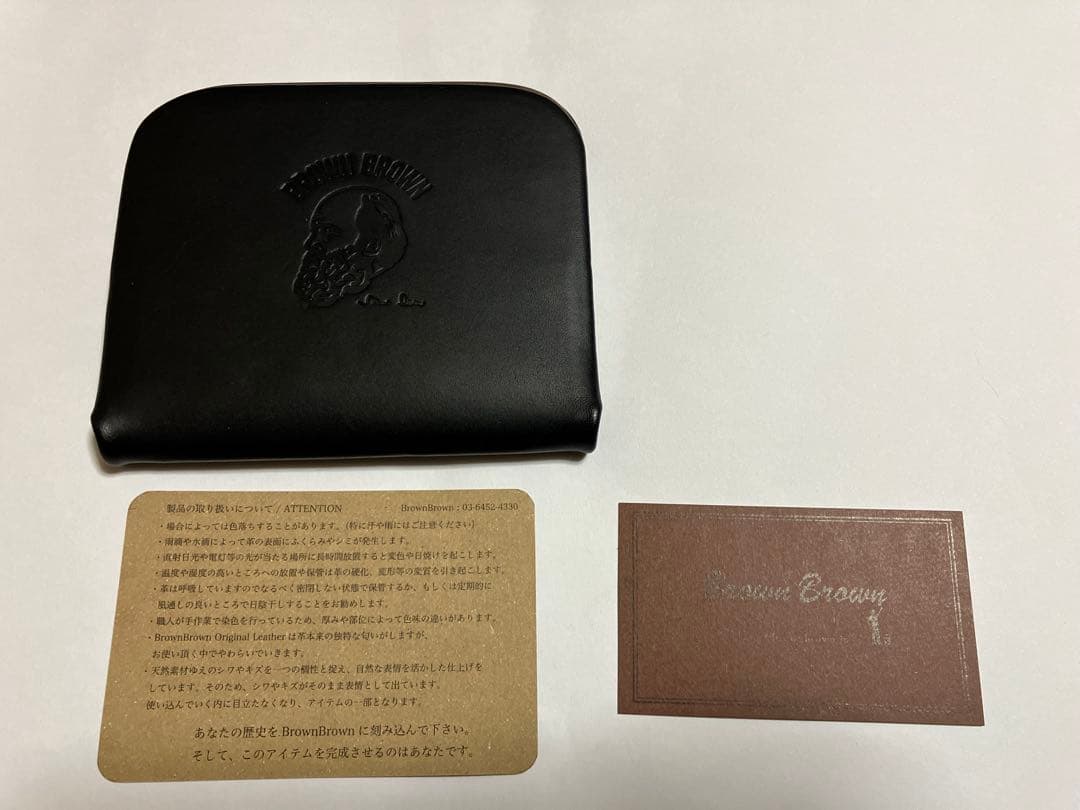 BROWN BROWN
製品の取り扱いについて / ATTENTION BrownBrown : 03-6452-4330
・場合によっては色落ちすることがあります。(特に汗や雨にはご注意ください)
・雨滴や水滴によって革の表面にふくらみやシミが発生します。
・直射日光や電灯等の光が当たる場所に長時間放置すると変色や日焼けを起こします。
・温度や湿度の高いところへの放置や保管は革の硬化、変形等の変質を引き起こします。
・革は呼吸していますのでなるべく密閉しない状態で保管するか、もしくは定期的に
風通しの良いところで日陰干しすることをお勧めします。
・職人が手作業で染色を行っているため、厚みや部位によって色味の違いがあります。
・BrownBrown Original Leather は革本来の独特な匂いがしますが、
お使い頂く中でやわらいでいきます。
・天然素材ゆえのシワやキズを一つの個性と捉え、自然な表情を活かした仕上げを
しています。そのため、シワやキズがそのまま表情として出ています。
使い込んでいく内に目立たなくなり、アイテムの一部となります。
あなたの歴史を BrownBrown に刻み込んで下さい。
そして、このアイテムを完成させるのはあなたです。
Brown Brown